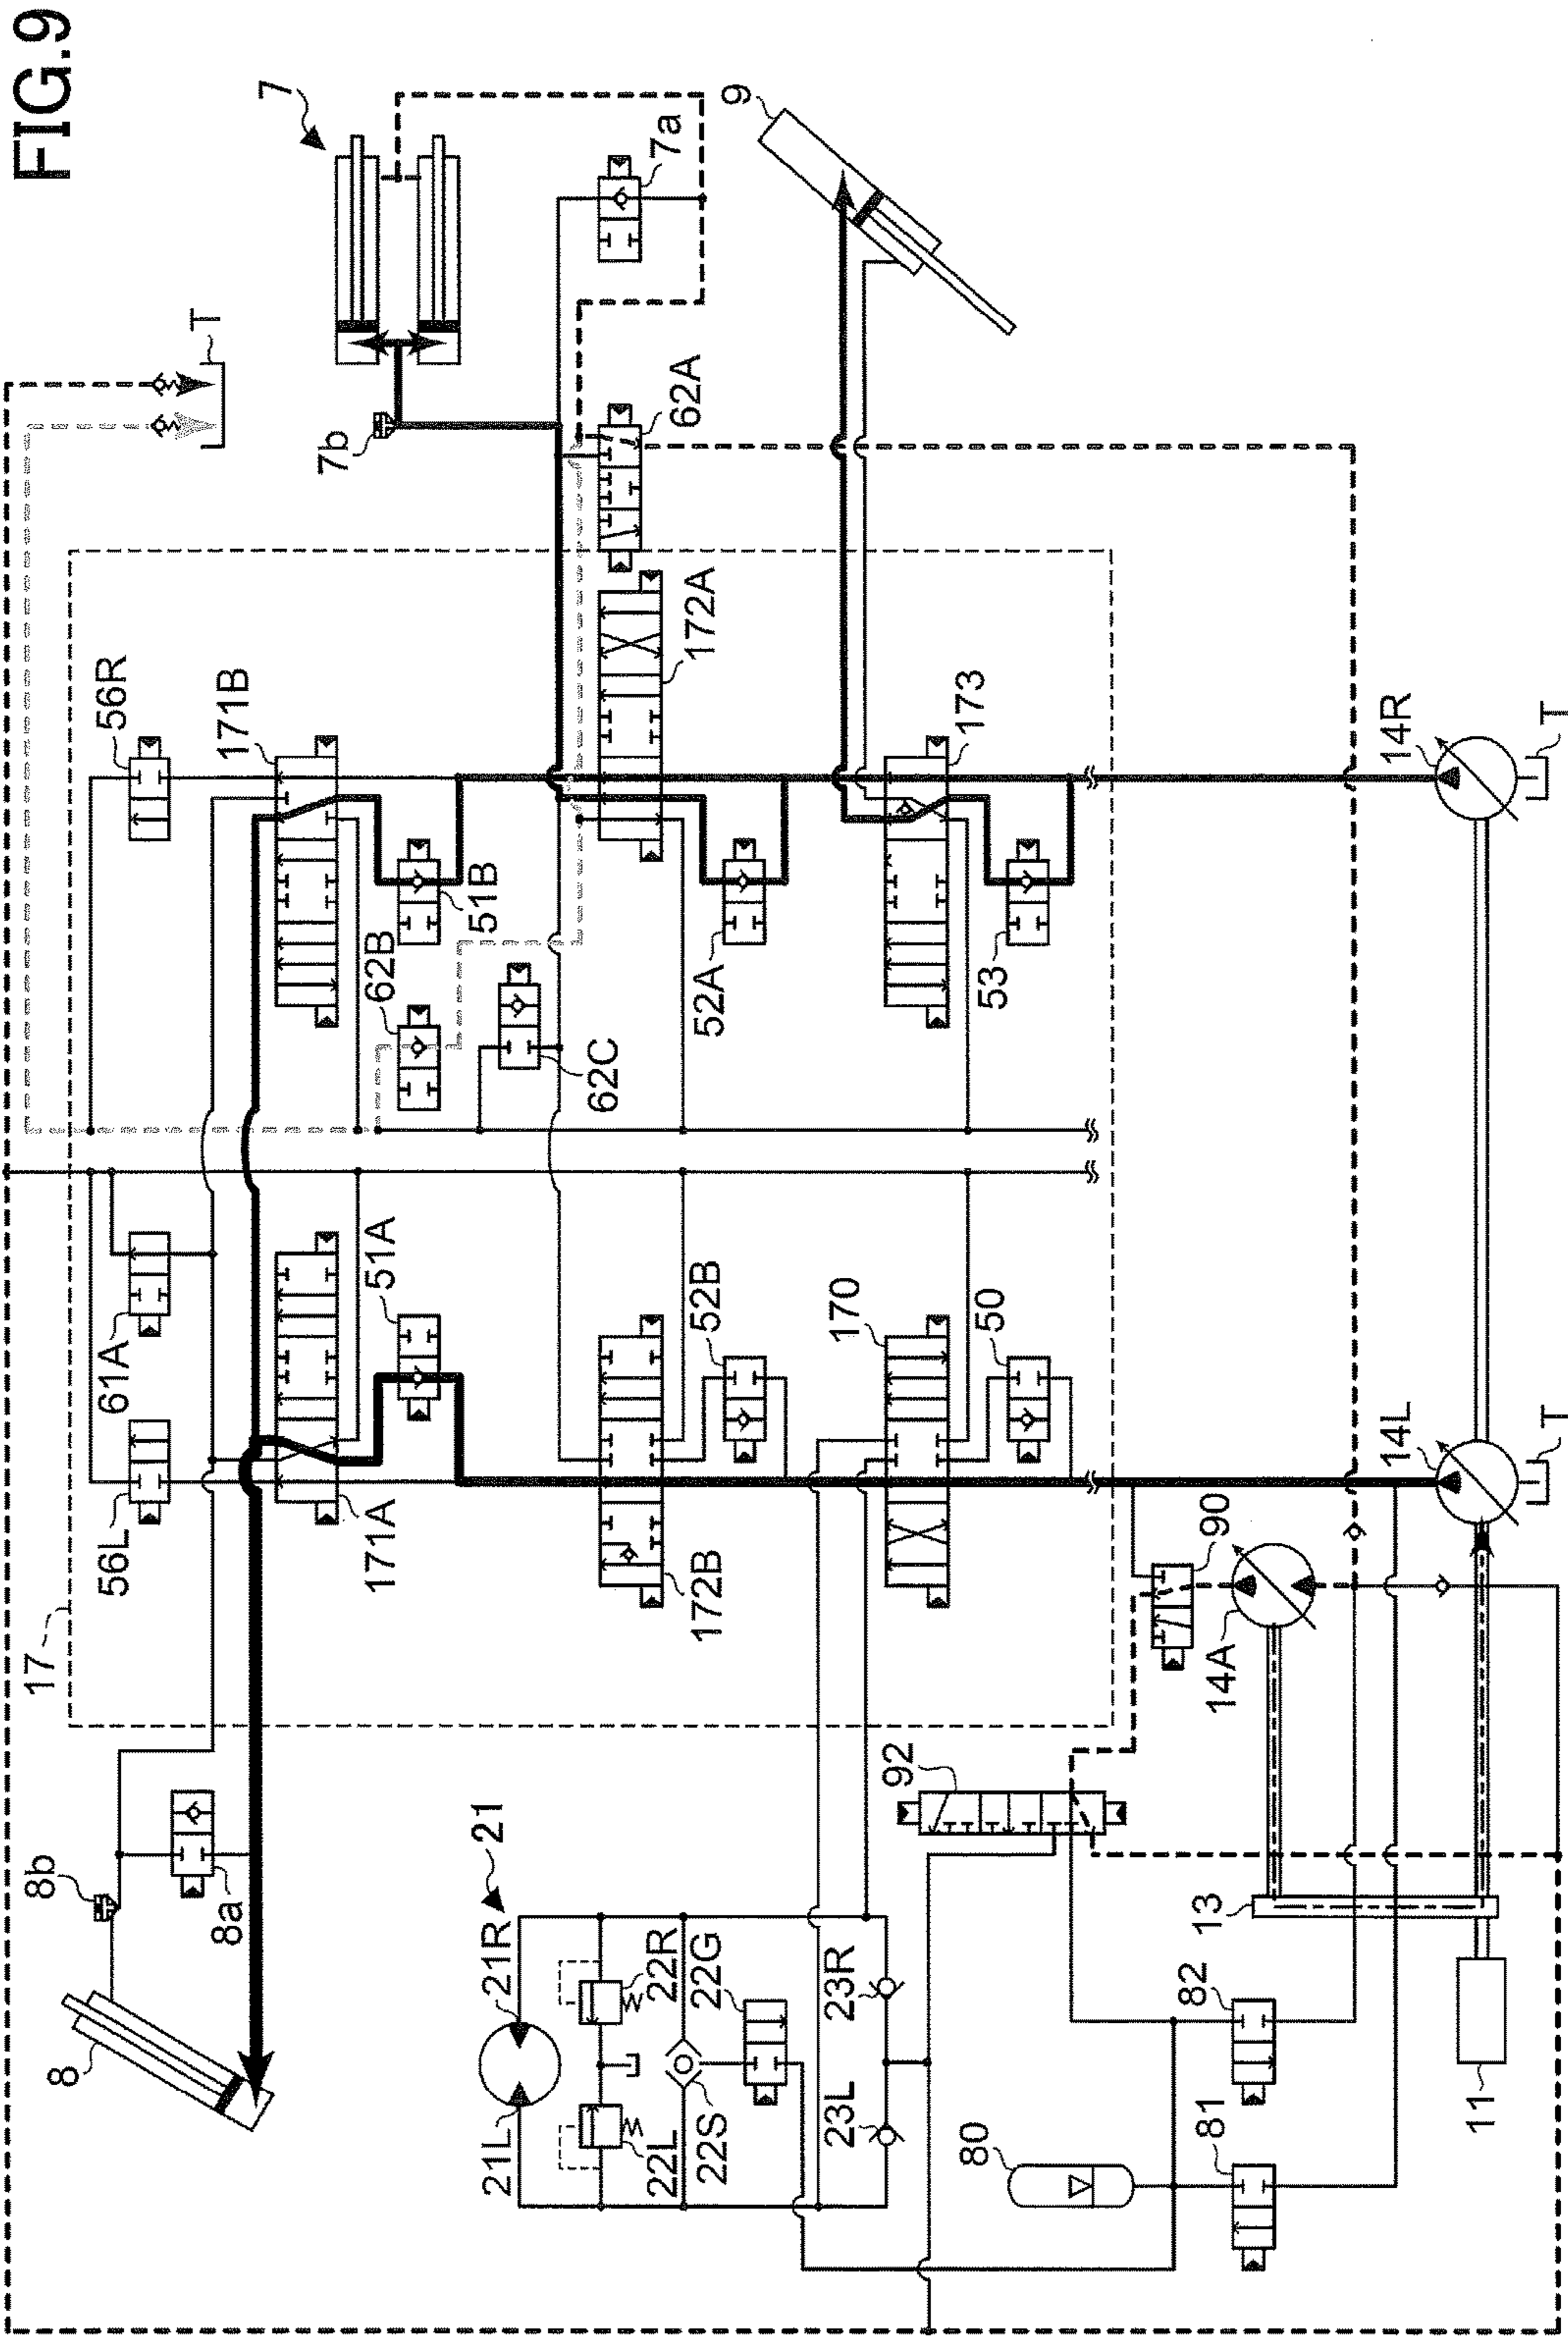 FIG.9
7
T
7a
9
7b
62A
56R
171B
172A
173
14R
T
51B
62B
52A
53
62C
61A
51A
52B
170
50
56L
171A
172B
14L
T
90
14A
17
92
8b
8a
21
21R
22R
22G
23R
13
82
8
21L
22L
22S
23L
80
81
11